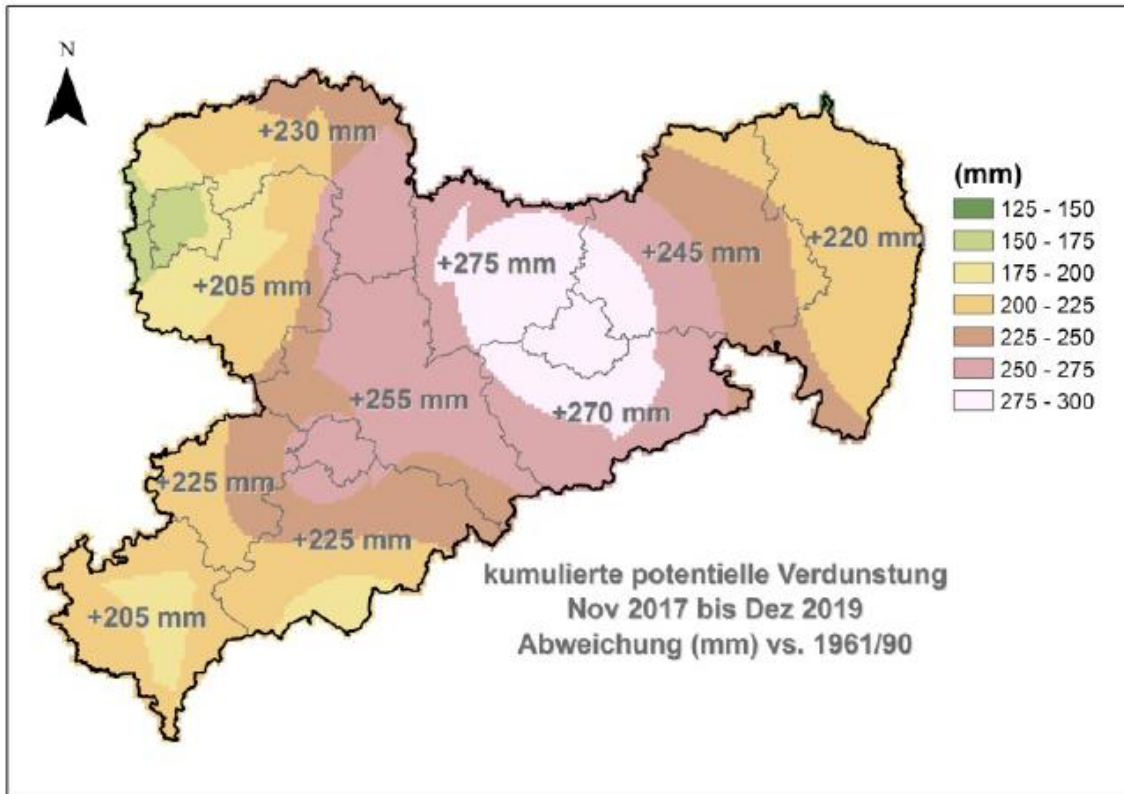 N
+230 mm
(mm)
125 - 150
150 - 175
175 - 200
200 - 225
225 - 250
250 - 275
275 - 300
+220 mm
+245 mm
+275 mm
+205 mm
+255 mm
+270 mm
+225 mm
+225 mm
+205 mm
kumulierte potentielle Verdunstung
Nov 2017 bis Dez 2019
Abweichung (mm) vs. 1961/90